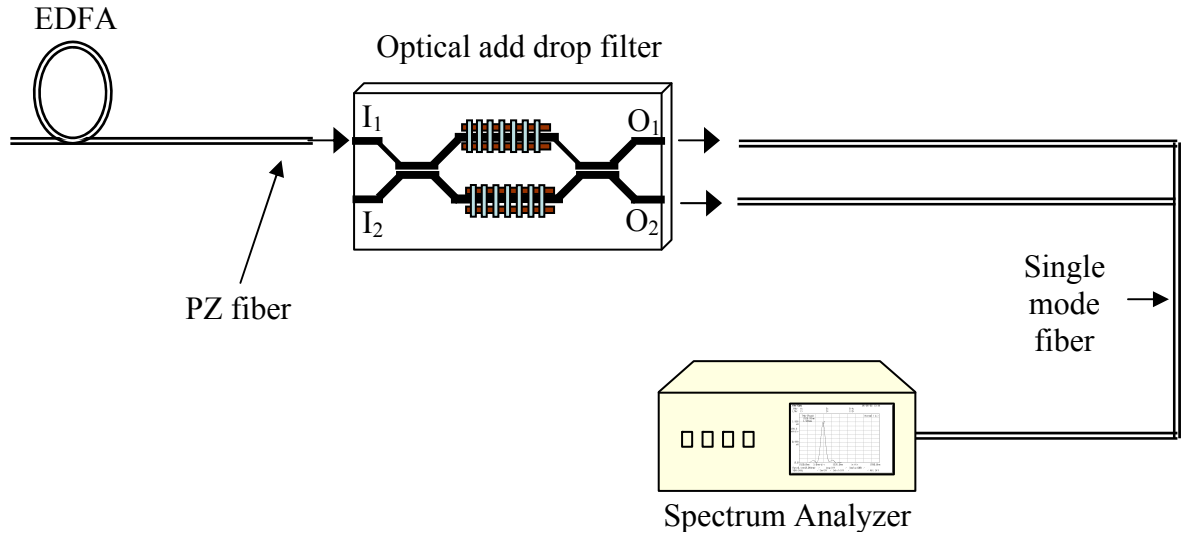 EDFA
Optical add drop filter
I₁
O₁
I₂
O₂
PZ fiber
Single
mode
fiber
Spectrum Analyzer